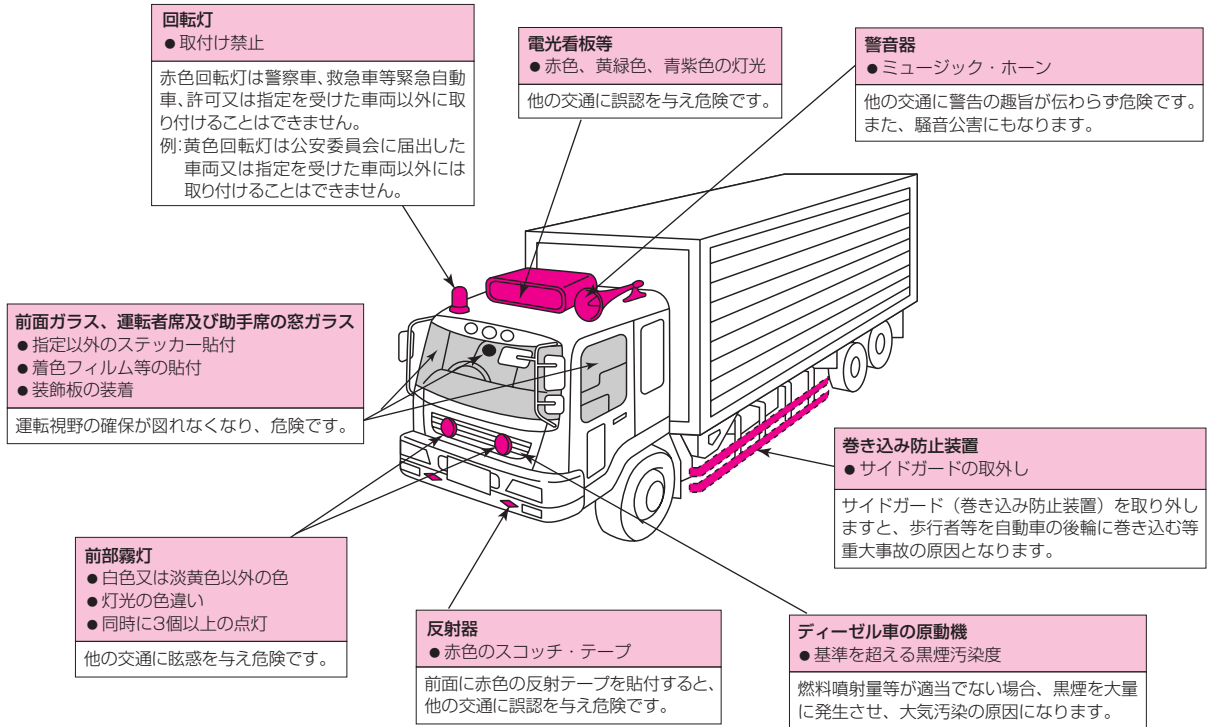 回転灯
●取付け禁止
赤色回転灯は警察車、救急車等緊急自動
車、許可又は指定を受けた車両以外に取
り付けることはできません。
例:黄色回転灯は公安委員会に届出した
車両又は指定を受けた車両以外には
取り付けることはできません。
電光看板等
●赤色、黄緑色、青紫色の灯光
他の交通に誤認を与え危険です。
警音器
●ミュージック・ホーン
他の交通に警告の趣旨が伝わらず危険です。
また、騒音公害にもなります。
前面ガラス、運転者席及び助手席の窓ガラス
●指定以外のステッカー貼付
●着色フィルム等の貼付
●装飾板の装着
運転視野の確保が図れなくなり、危険です。
巻き込み防止装置
●サイドガードの取外し
サイドガード（巻き込み防止装置）を取り外し
ますと、歩行者等を自動車の後輪に巻き込む等
重大事故の原因となります。
前部霧灯
●白色又は淡黄色以外の色
●灯光の色違い
●同時に3個以上の点灯
他の交通に眩惑を与え危険です。
反射器
●赤色のスコッチ・テープ
前面に赤色の反射テープを貼付すると、
他の交通に誤認を与え危険です。
ディーゼル車の原動機
●基準を超える黒煙汚染度
燃料噴射量等が適当でない場合、黒煙を大量
に発生させ、大気汚染の原因になります。